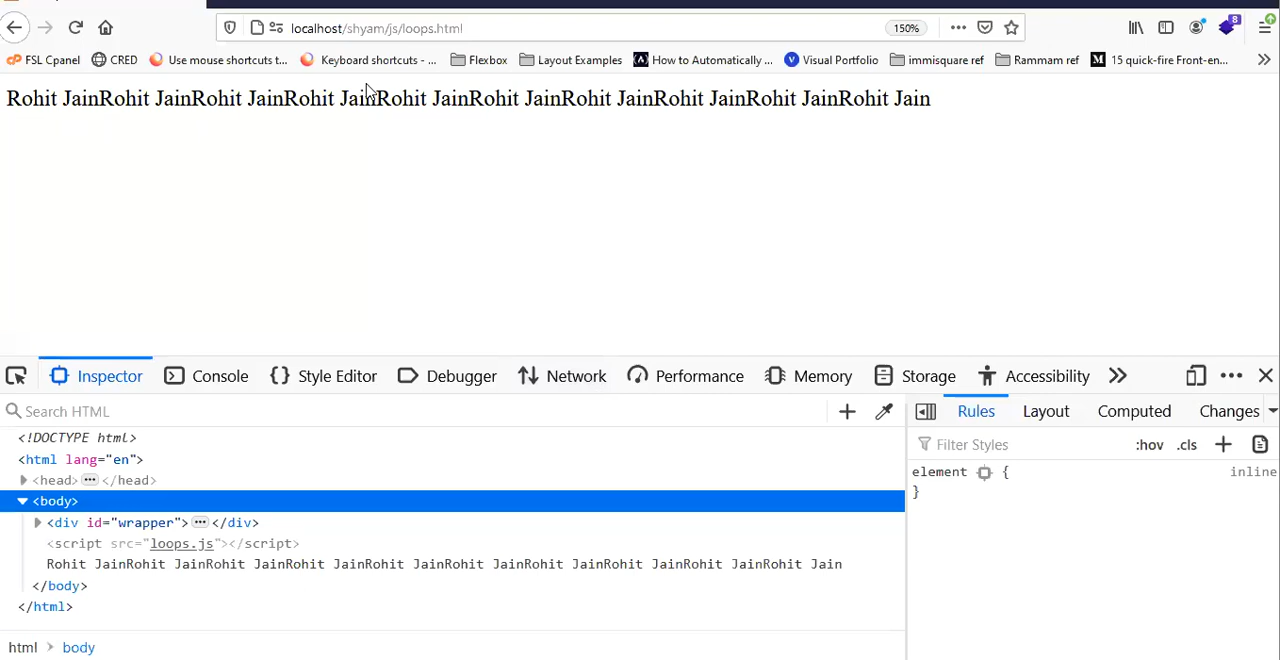 localhost/shyam/js/loops.html 150% 8
FSL Cpanel CRED Use mouse shortcuts t... Keyboard shortcuts - ... Flexbox Layout Examples How to Automatically ... Visual Portfolio immisquare ref Rammam ref M 15 quick-fire Front-en...
Rohit JainRohit JainRohit JainRohit JainRohit JainRohit JainRohit JainRohit JainRohit JainRohit Jain
Inspector Console Style Editor Debugger Network Performance Memory Storage Accessibility
Search HTML
Rules Layout Computed Changes
<!DOCTYPE html>
Filter Styles :hov .cls
<html lang="en">
element { inline
<head> ••• </head>
}
<body>
<div id="wrapper"> ••• </div>
<script src="loops.js"></script>
Rohit JainRohit JainRohit JainRohit JainRohit JainRohit JainRohit JainRohit JainRohit JainRohit Jain
</body>
</html>
html body